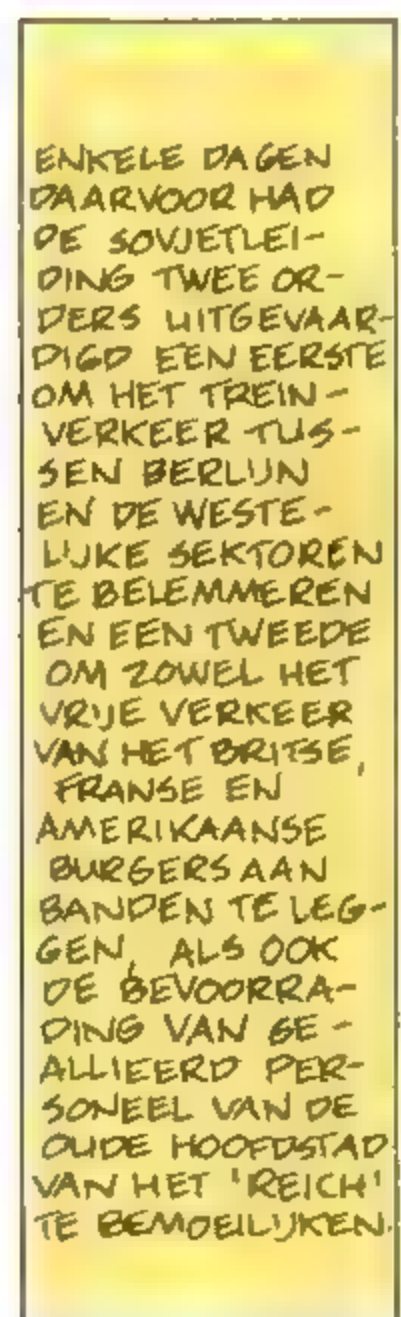 ENKELE DAGEN
DAARVOOR HAD
DE SOVJETLEI-
DING TWEE OR-
DERS UITGEVAAR-
DIGD EEN EERSTE
OM HET TREIN-
VERKEER TUS-
SEN BERLIJN
EN DE WESTE-
LIJKE SEKTOREN
TE BELEMMEREN
EN EEN TWEEDE
OM ZOWEL HET
VRIJE VERKEER
VAN HET BRITSE,
FRANSE EN
AMERIKAANSE
BURGERS AAN
BANDEN TE LEG-
GEN, ALS OOK
DE BEVOORRA-
DING VAN GE-
ALLIEERD PER-
SONEEL VAN DE
OUDE HOOFDSTAD
VAN HET 'REICH'
TE BEMOEILIJKEN.